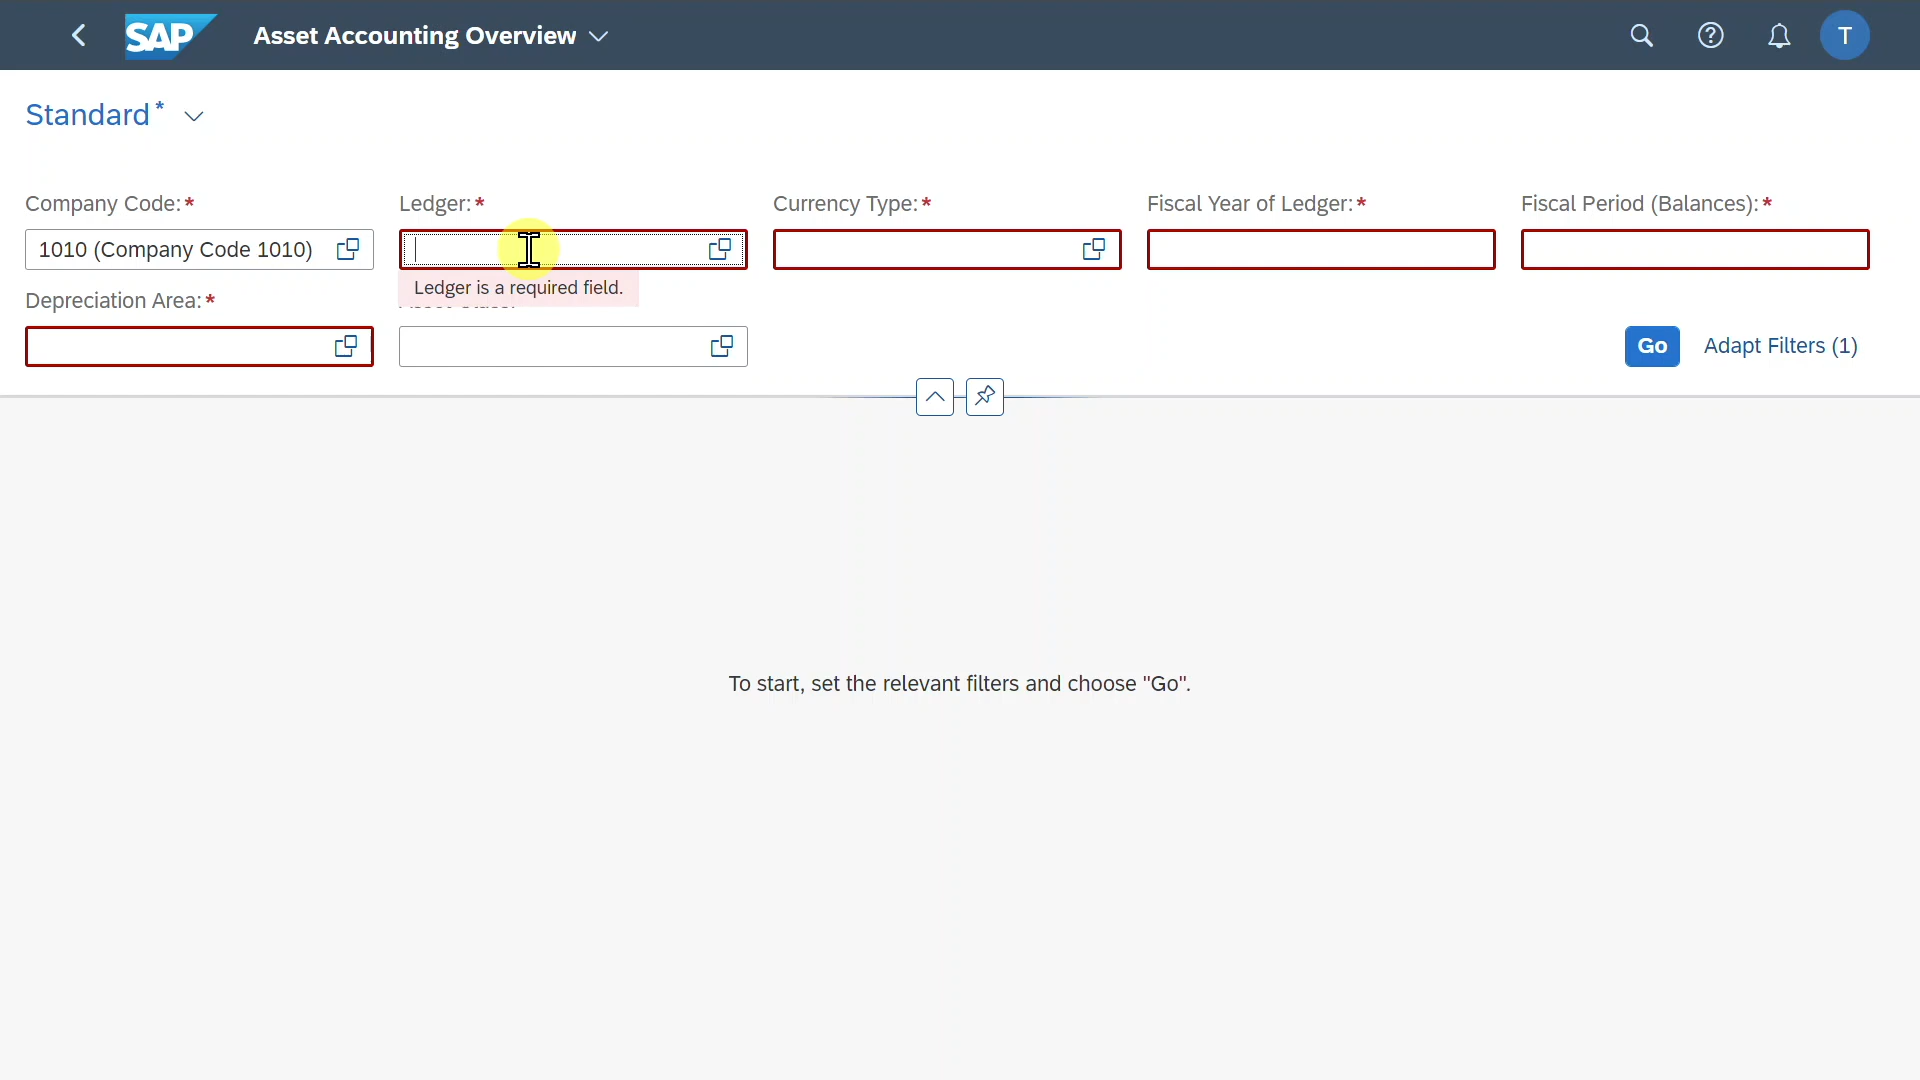 SAP Asset Accounting Overview
T
Standard*
Company Code:* Ledger:* Currency Type:* Fiscal Year of Ledger:* Fiscal Period (Balances):*
1010 (Company Code 1010)
Ledger is a required field.
Depreciation Area:*
Go Adapt Filters (1)
To start, set the relevant filters and choose "Go".